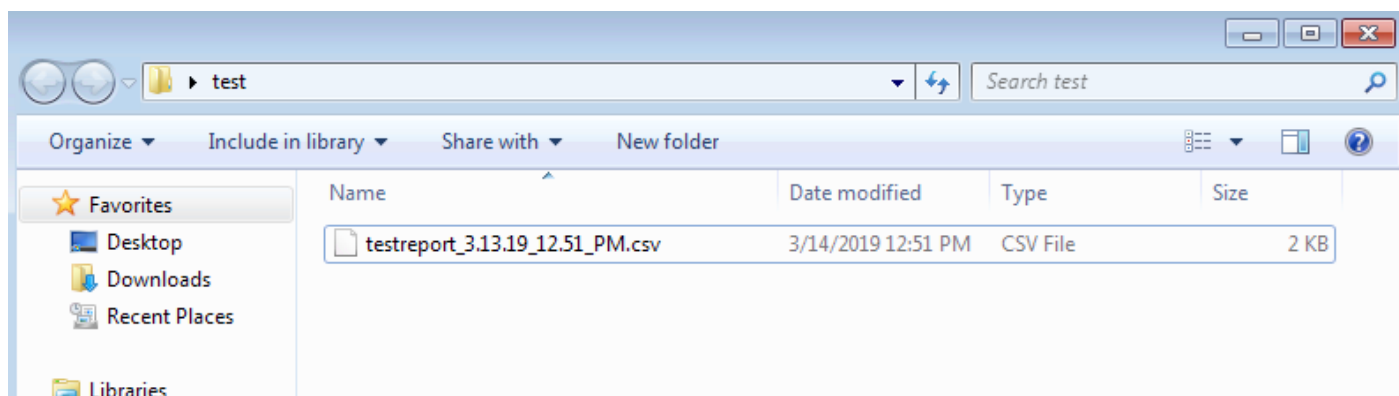 test
Search test
Organize Include in library Share with New folder
Name Date modified Type Size
Favorites
Desktop
Downloads
Recent Places
Libraries
testreport_3.13.19_12.51_PM.csv 3/14/2019 12:51 PM CSV File 2 KB